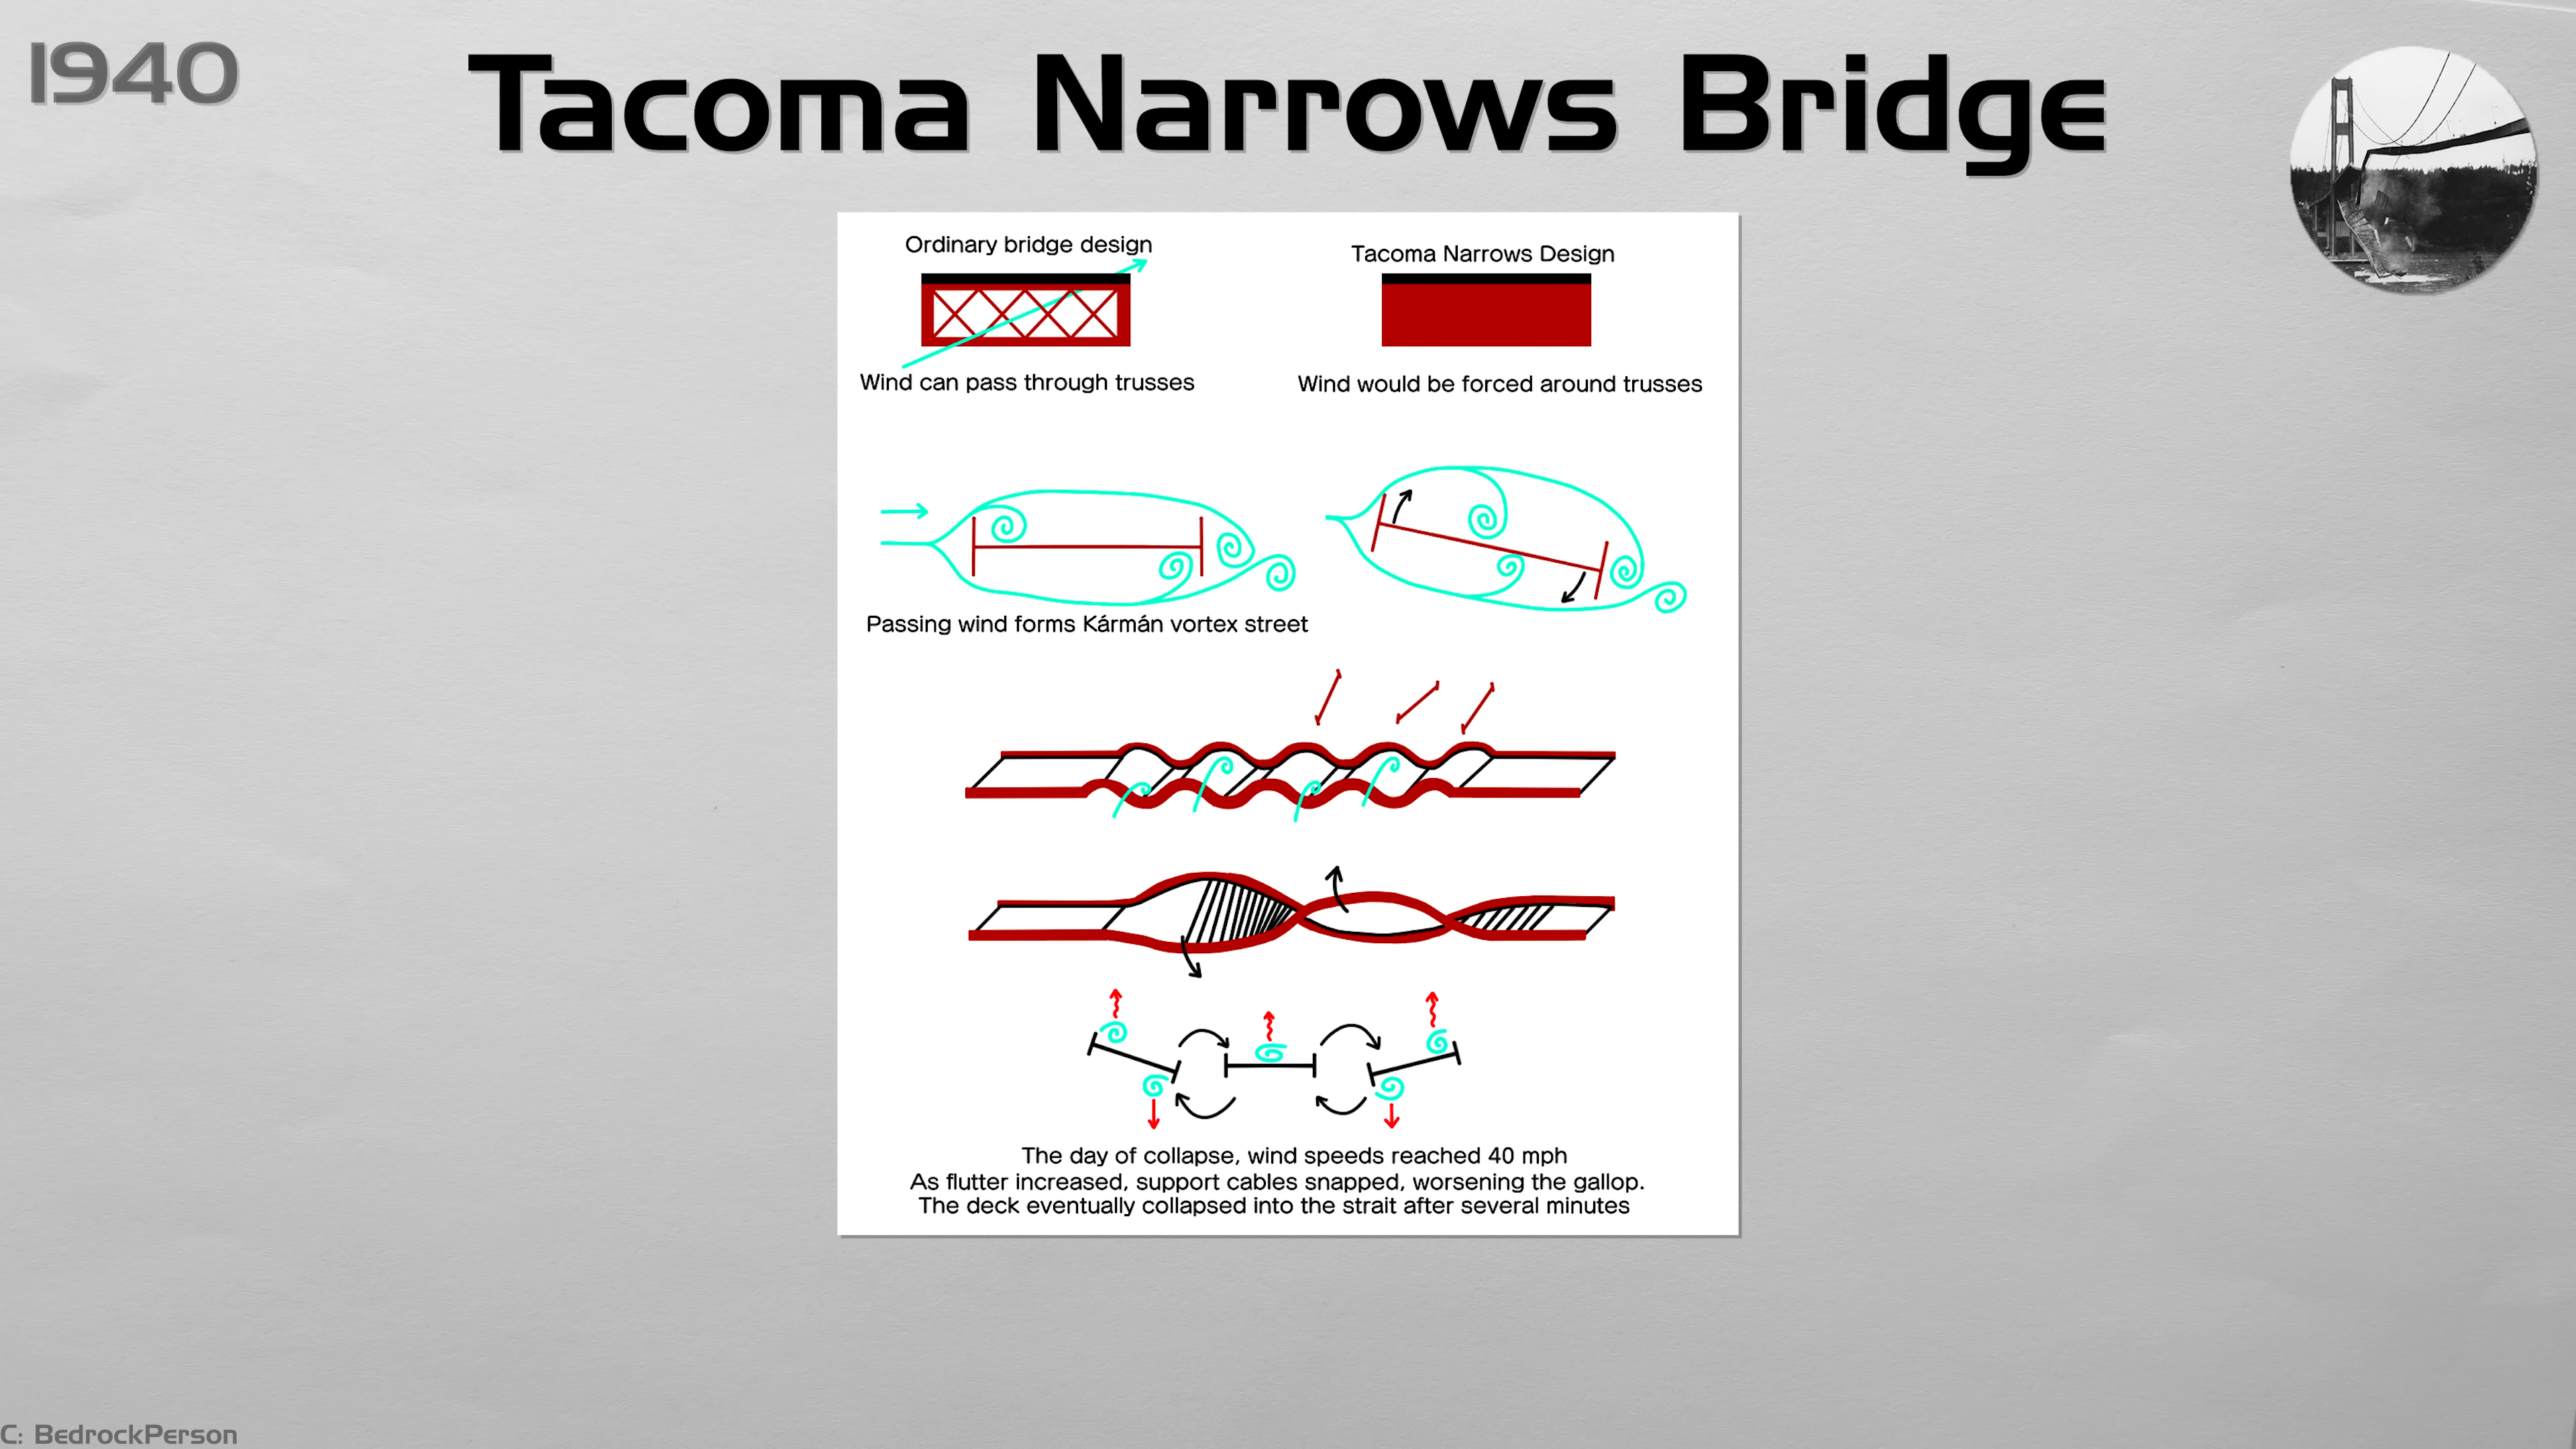 1940
Tacoma Narrows Bridge
Ordinary bridge design
Tacoma Narrows Design
Wind can pass through trusses
Wind would be forced around trusses
Passing wind forms Kármán vortex street
The day of collapse, wind speeds reached 40 mph
As flutter increased, support cables snapped, worsening the gallop.
The deck eventually collapsed into the strait after several minutes
C: BedrockPerson